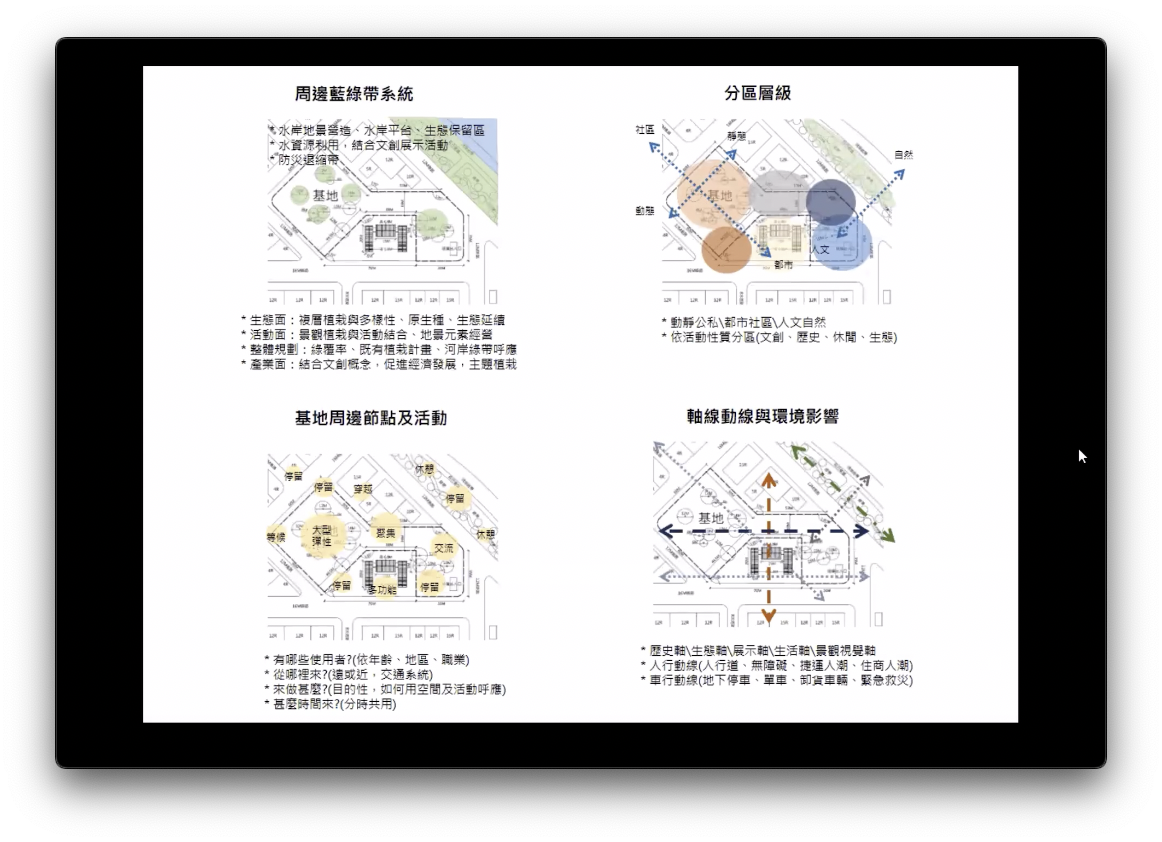 周邊藍綠帶系統
* 水岸地景營造、水岸平台、生態保留區
* 水資源利用，結合文創展示活動
* 防災退縮帶
基地
* 生態面：複層植栽與多樣性、原生種、生態延續
* 活動面：景觀植栽與活動結合、地景元素經營
* 整體規劃：綠覆率、既有植栽計畫、河岸綠帶呼應
* 產業面：結合文創概念，促進經濟發展，主題植栽
分區層級
社區
靜態
自然
基地
動態
人文
都市
* 動靜公私\都市社區\人文自然
* 依活動性質分區(文創、歷史、休閒、生態)
基地周邊節點及活動
休憩
停留
停留
穿越
停留
等候
大型
彈性
聚集
休憩
交流
停留
多功能
停留
* 有哪些使用者?(依年齡、地區、職業)
* 從哪裡來?(遠或近，交通系統)
* 來做甚麼?(目的性，如何用空間及活動呼應)
* 甚麼時間來?(分時共用)
軸線動線與環境影響
基地
* 歷史軸\生態軸\展示軸\生活軸\景觀視覺軸
* 人行動線(人行道、無障礙、捷運人潮、住商人潮)
* 車行動線(地下停車、單車、卸貨車輛、緊急救災)